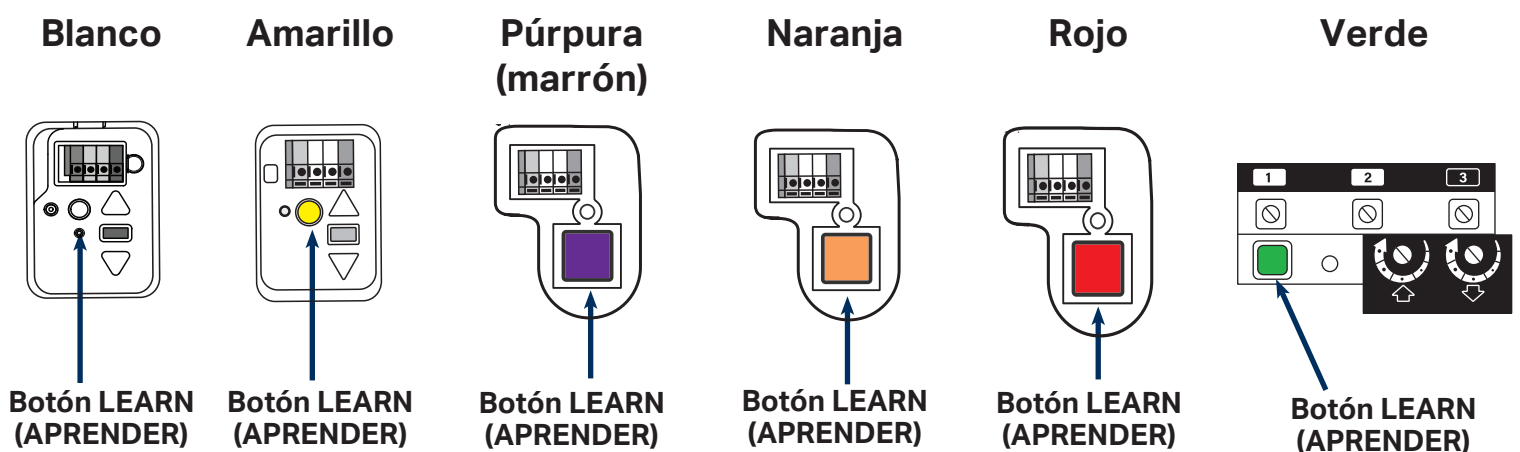 Blanco
Amarillo
Púrpura
(marrón)
Naranja
Rojo
Verde
1
2
3
Botón LEARN
(APRENDER)
Botón LEARN
(APRENDER)
Botón LEARN
(APRENDER)
Botón LEARN
(APRENDER)
Botón LEARN
(APRENDER)
Botón LEARN
(APRENDER)